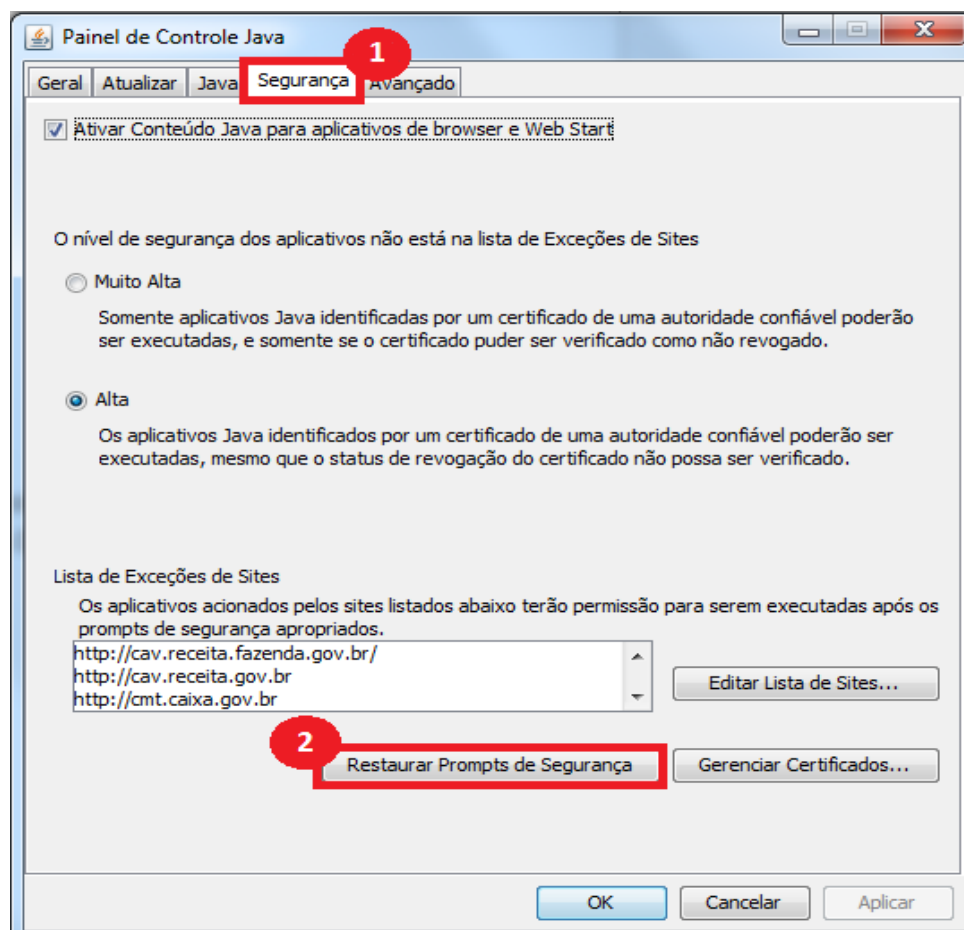 Painel de Controle Java
1
Geral Atualizar Java Segurança Avançado
Ativar Conteúdo Java para aplicativos de browser e Web Start
O nível de segurança dos aplicativos não está na lista de Exceções de Sites
Muito Alta
Somente aplicativos Java identificadas por um certificado de uma autoridade confiável poderão
ser executadas, e somente se o certificado puder ser verificado como não revogado.
Alta
Os aplicativos Java identificados por um certificado de uma autoridade confiável poderão ser
executadas, mesmo que o status de revogação do certificado não possa ser verificado.
Lista de Exceções de Sites
Os aplicativos acionados pelos sites listados abaixo terão permissão para serem executadas após os
prompts de segurança apropriados.
http://cav.receita.fazenda.gov.br/
http://cav.receita.gov.br
http://cmt.caixa.gov.br
Editar Lista de Sites...
2
Restaurar Prompts de Segurança
Gerenciar Certificados...
OK Cancelar Aplicar